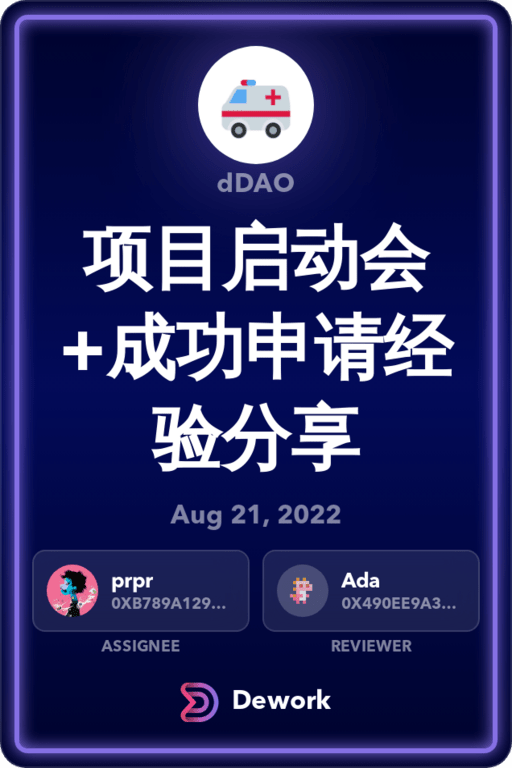 dDAO
项目启动会
+成功申请经
验分享
Aug 21, 2022
prpr
0XB789A129...
ASSIGNEE
Ada
0X490EE9A3...
REVIEWER
Dework